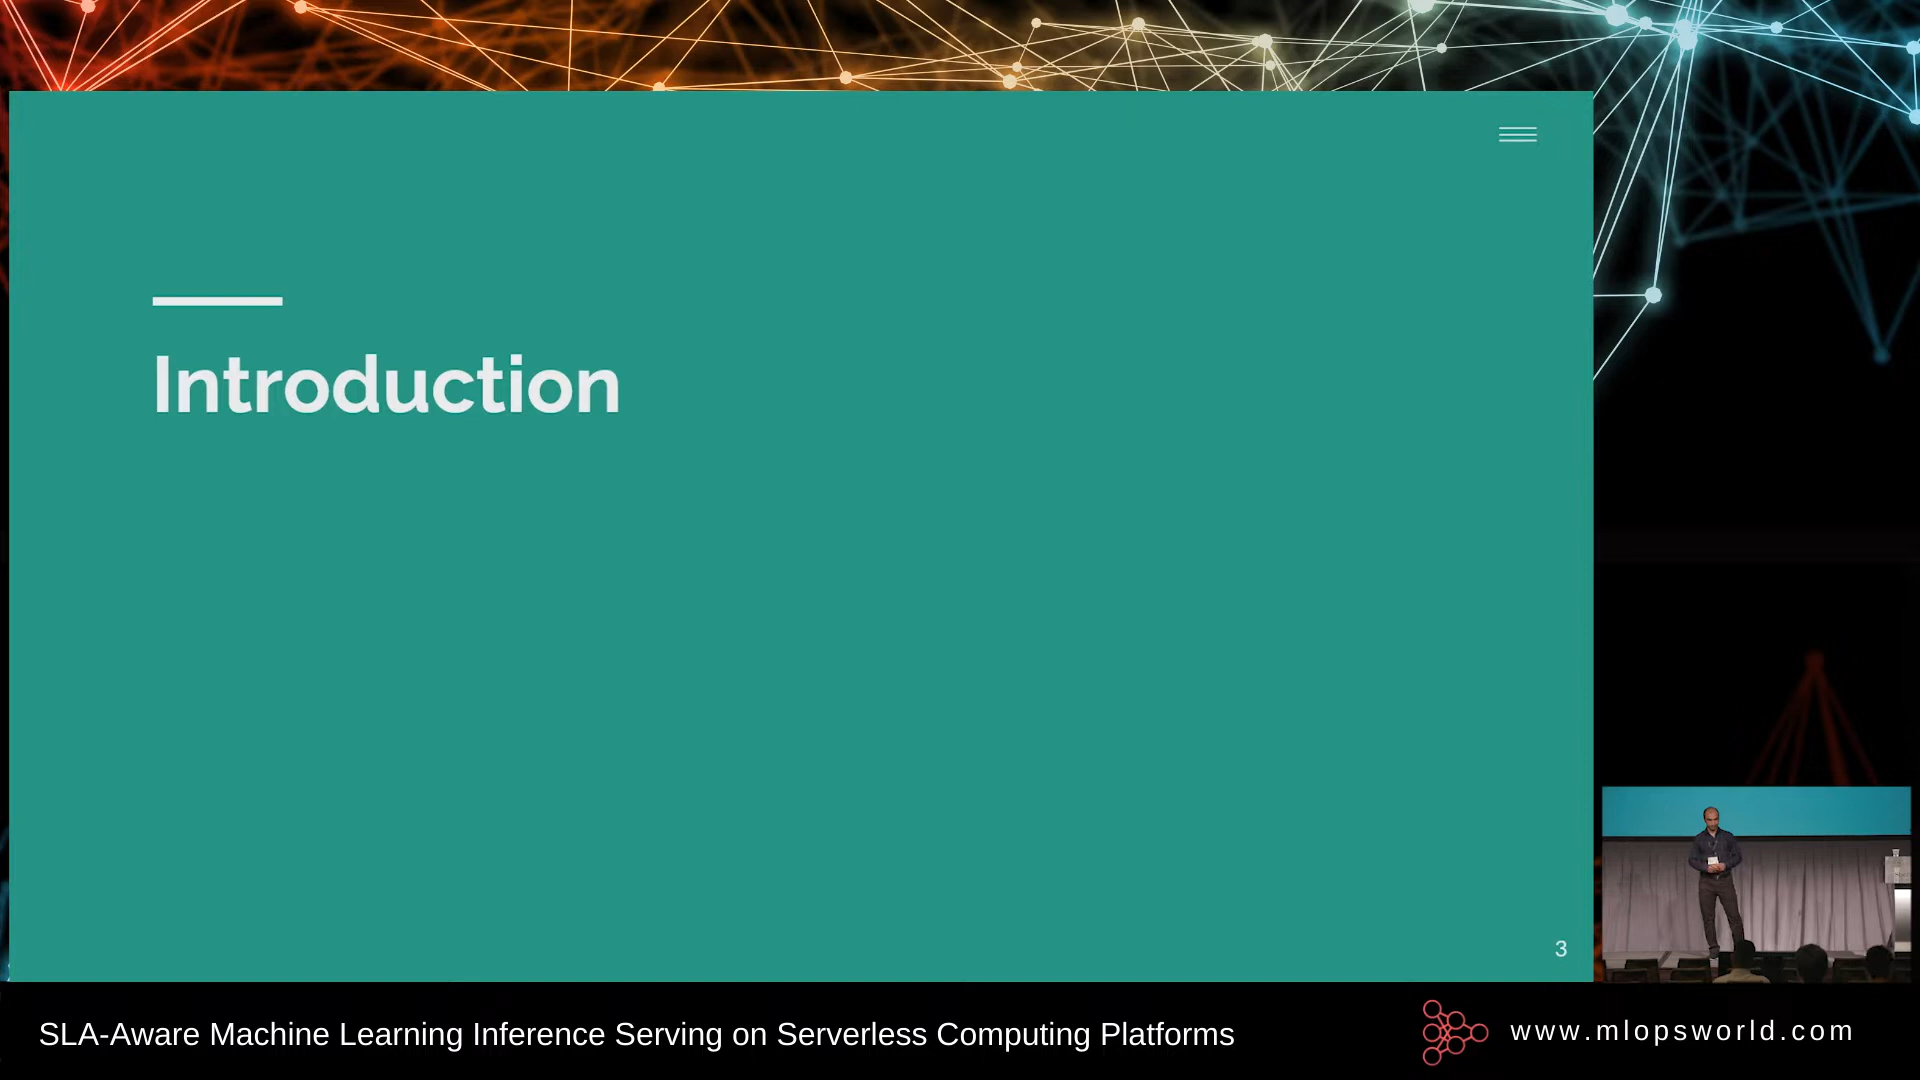 Introduction
3
SLA-Aware Machine Learning Inference Serving on Serverless Computing Platforms
www.mlopsworld.com